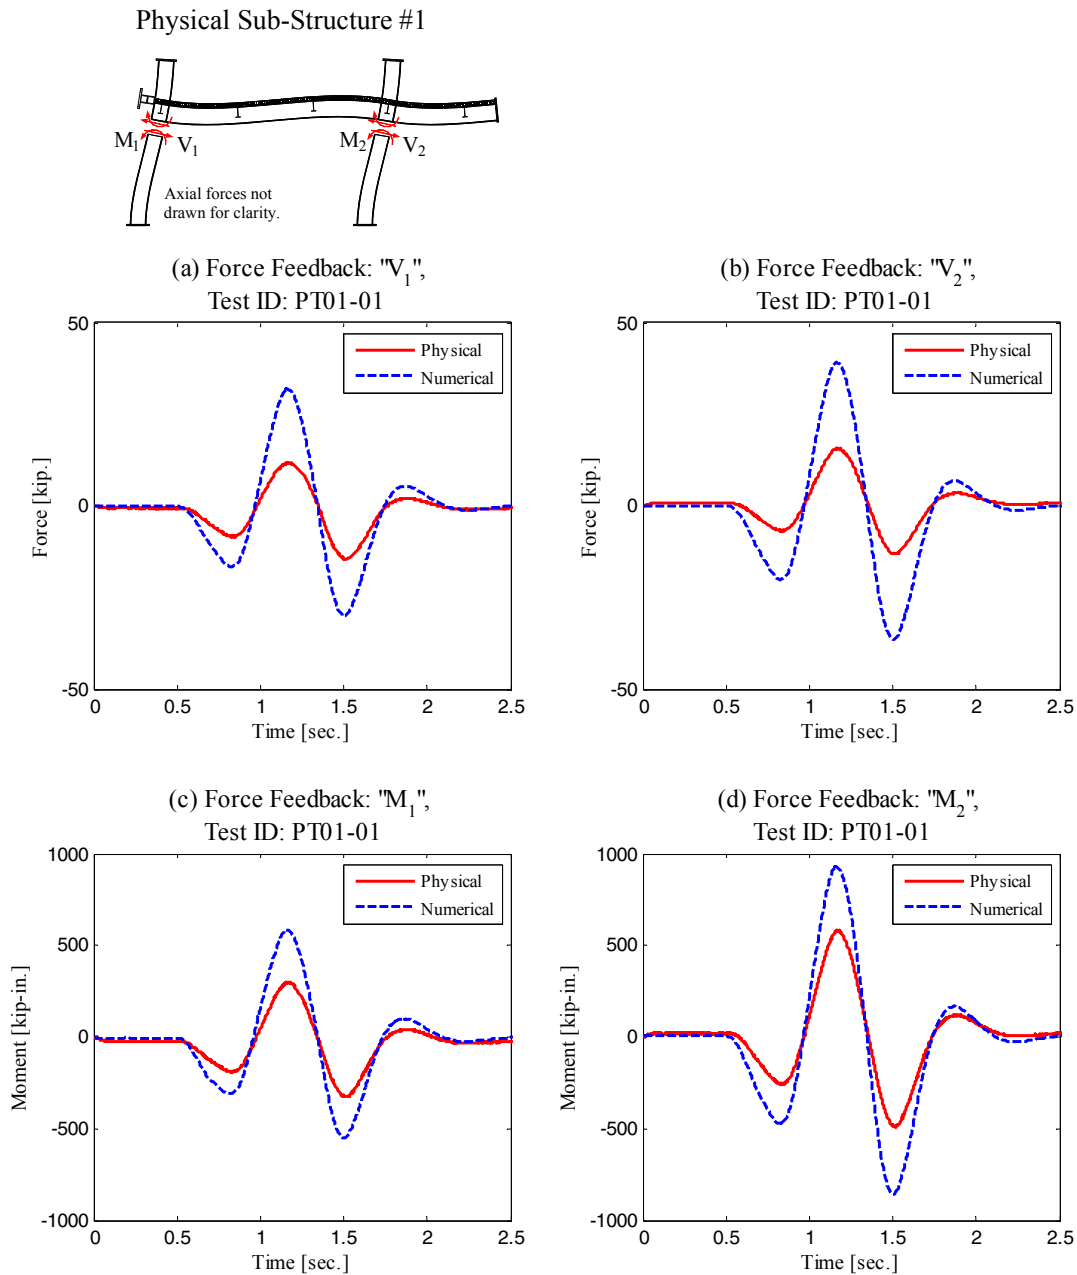 Physical Sub-Structure #1
M1 V1 M2 V2
Axial forces not
drawn for clarity.
(a) Force Feedback: "V1",
Test ID: PT01-01
50
0
-50
Force [kip.]
Physical
Numerical
0 0.5 1 1.5 2 2.5
Time [sec.]
(b) Force Feedback: "V2",
Test ID: PT01-01
50
0
-50
Force [kip.]
Physical
Numerical
0 0.5 1 1.5 2 2.5
Time [sec.]
(c) Force Feedback: "M1",
Test ID: PT01-01
1000
500
0
-500
-1000
Moment [kip-in.]
Physical
Numerical
0 0.5 1 1.5 2 2.5
Time [sec.]
(d) Force Feedback: "M2",
Test ID: PT01-01
1000
500
0
-500
-1000
Moment [kip-in.]
Physical
Numerical
0 0.5 1 1.5 2 2.5
Time [sec.]